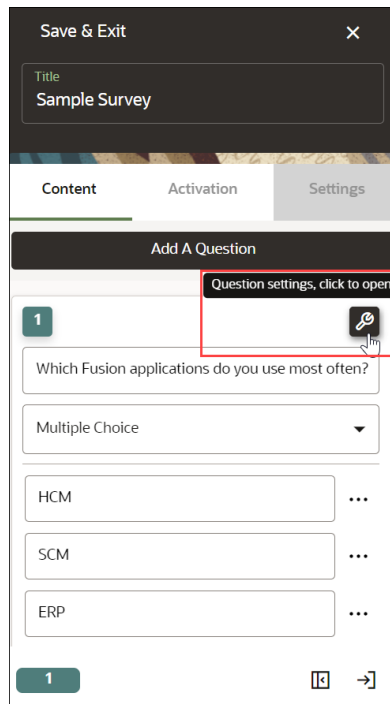 Save & Exit
Title
Sample Survey
Content Activation Settings
Add A Question
Question settings, click to open
1
Which Fusion applications do you use most often?
Multiple Choice
HCM
SCM
ERP
1